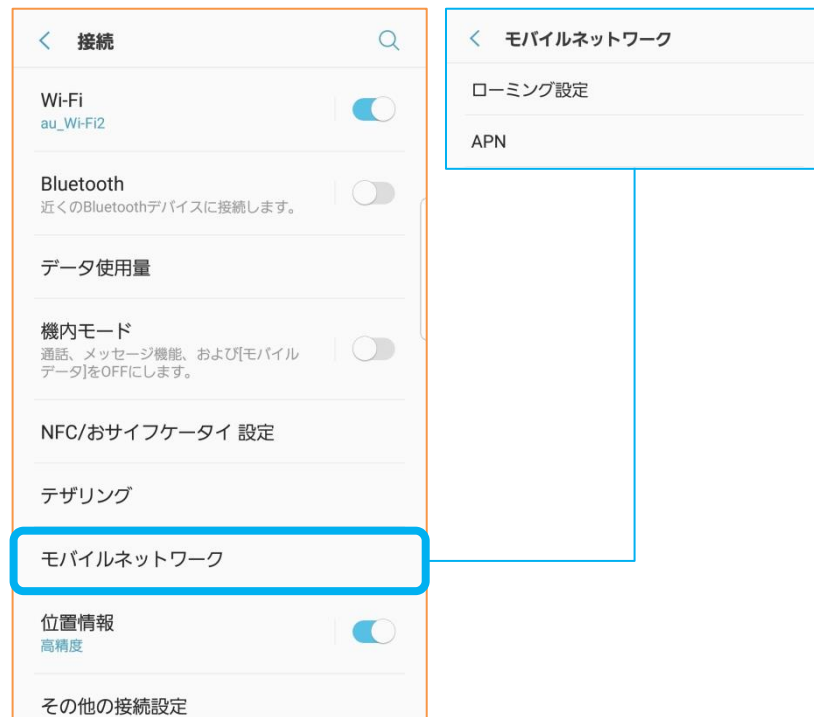 接続
Wi-Fi
au_Wi-Fi2
Bluetooth
近くのBluetoothデバイスに接続します。
データ使用量
機内モード
通話、メッセージ機能、および[モバイル
データ]をOFFにします。
NFC/おサイフケータイ 設定
テザリング
モバイルネットワーク
位置情報
高精度
その他の接続設定
モバイルネットワーク
ローミング設定
APN